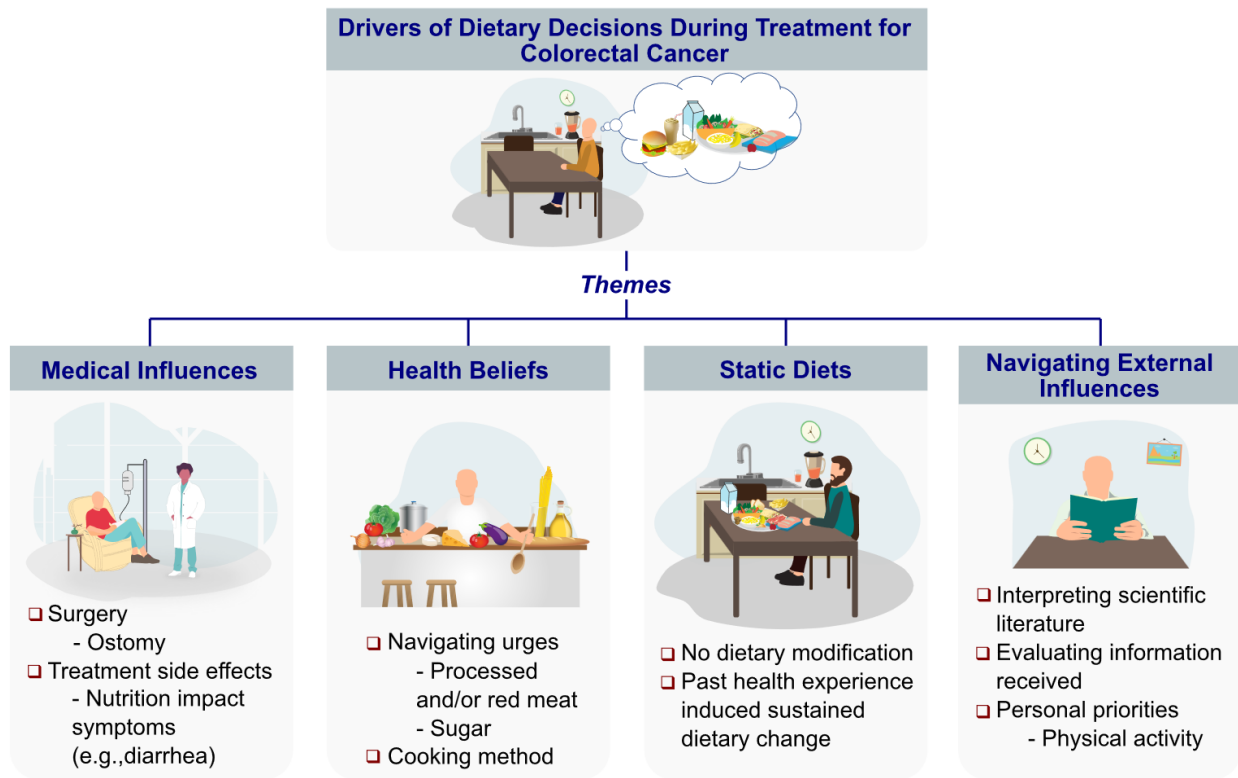 Drivers of Dietary Decisions During Treatment for
Colorectal Cancer
Themes
Medical Influences
❑ Surgery
- Ostomy
❑ Treatment side effects
- Nutrition impact
symptoms
(e.g.,diarrhea)
Health Beliefs
❑ Navigating urges
- Processed
and/or red meat
- Sugar
❑ Cooking method
Static Diets
❑ No dietary modification
❑ Past health experience
induced sustained
dietary change
Navigating External
Influences
❑ Interpreting scientific
literature
❑ Evaluating information
received
❑ Personal priorities
- Physical activity